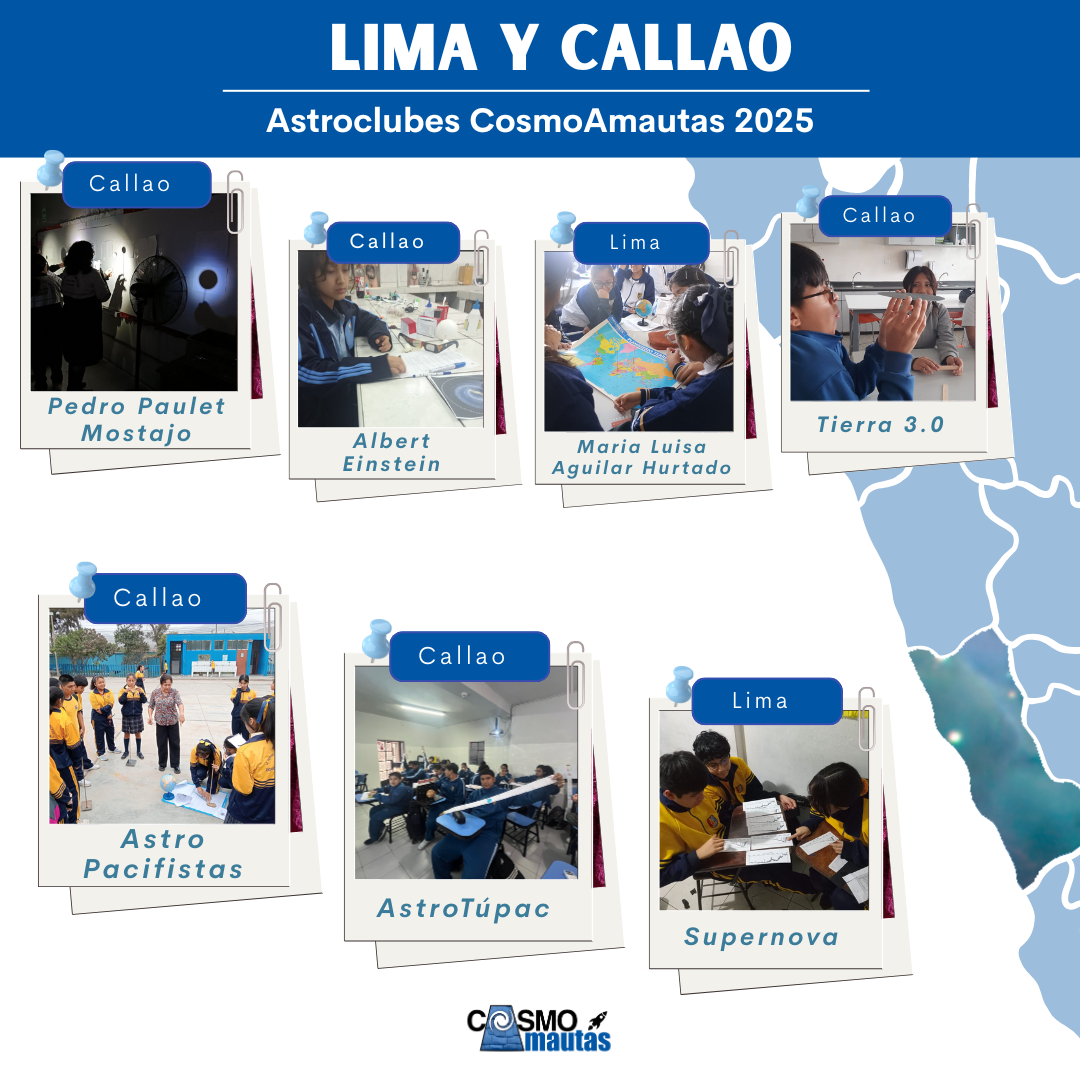 LIMA Y CALLAO
Astroclubes CosmoAmautas 2025
Callao
Pedro Paulet
Mostajo
Callao
Albert
Einstein
Lima
Maria Luisa
Aguilar Hurtado
Callao
Tierra 3.0
Callao
Astro
Pacifistas
Callao
AstroTúpac
Lima
Supernova
COSMO
Amautas